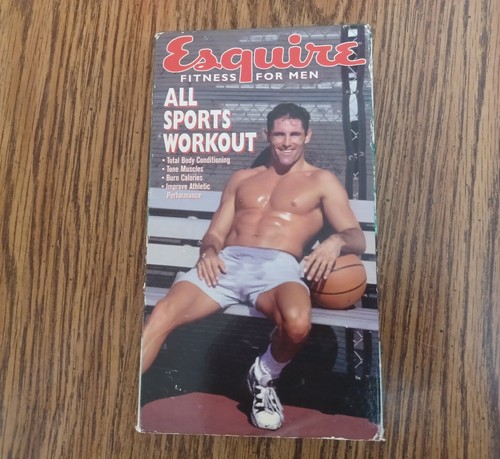 Esquire
FITNESS FOR MEN
ALL
SPORTS
WORKOUT
• Total Body Conditioning
• Tone Muscles
• Burn Calories
• Improve Athletic
Performance